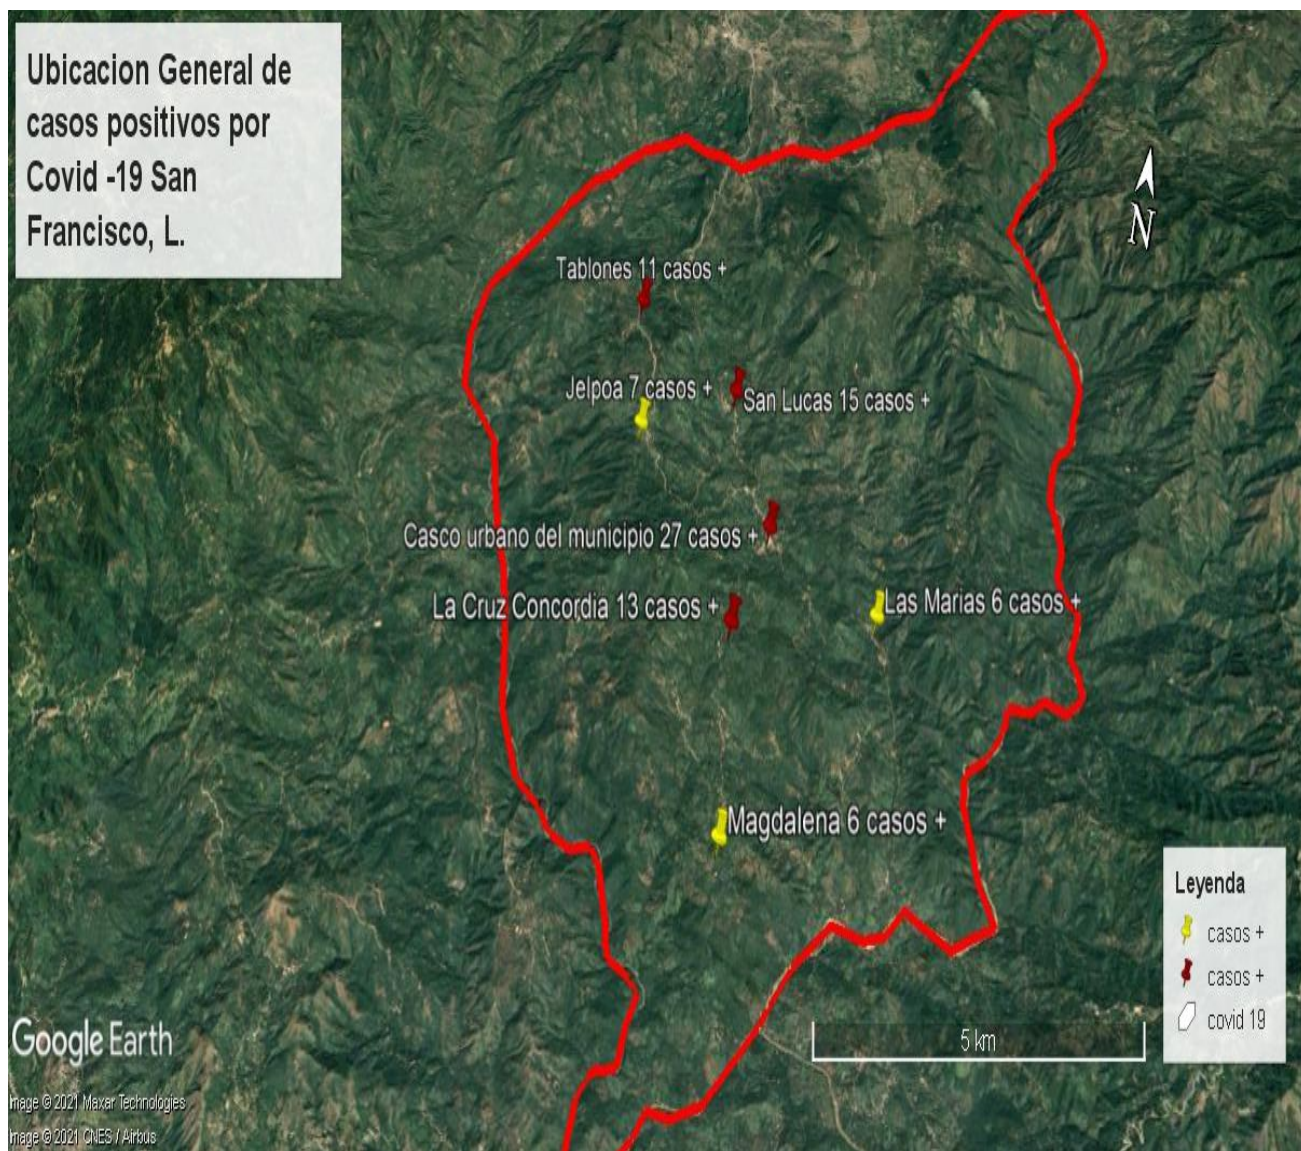 Ubicacion General de
casos positivos por
Covid -19 San
Francisco, L.
N
Tablones 11 casos +
Jelpoa 7 casos +
San Lucas 15 casos +
Casco urbano del municipio 27 casos +
La Cruz Concordia 13 casos +
Las Marias 6 casos +
Magdalena 6 casos +
Leyenda
casos +
casos +
covid 19
5 km
Google Earth
Image © 2021 Maxar Technologies
Image © 2021 CNES / Airbus